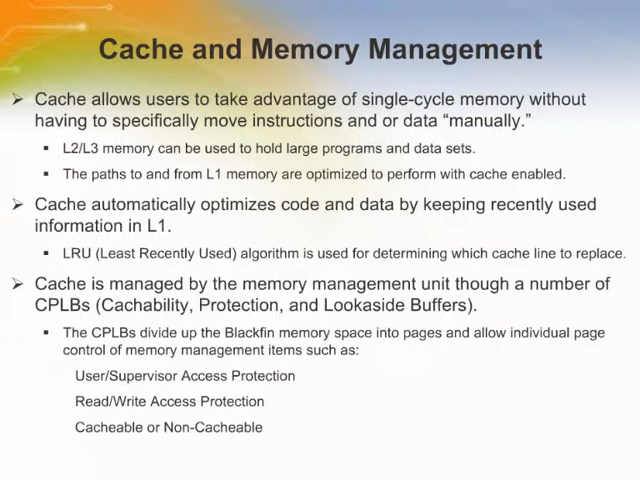 Cache and Memory Management
➢ Cache allows users to take advantage of single-cycle memory without
having to specifically move instructions and or data “manually.”
▪ L2/L3 memory can be used to hold large programs and data sets.
▪ The paths to and from L1 memory are optimized to perform with cache enabled.
➢ Cache automatically optimizes code and data by keeping recently used
information in L1.
▪ LRU (Least Recently Used) algorithm is used for determining which cache line to replace.
➢ Cache is managed by the memory management unit though a number of
CPLBs (Cachability, Protection, and Lookaside Buffers).
▪ The CPLBs divide up the Blackfin memory space into pages and allow individual page
control of memory management items such as:
User/Supervisor Access Protection
Read/Write Access Protection
Cacheable or Non-Cacheable